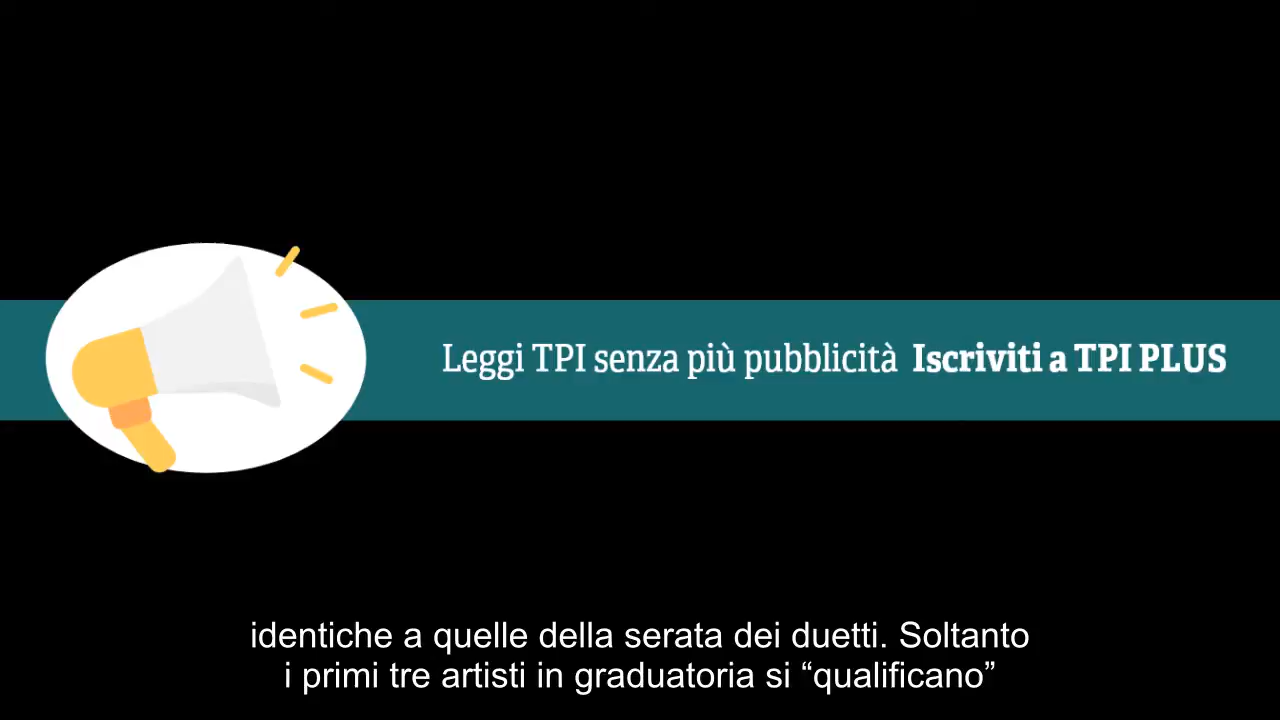 Leggi TPI senza più pubblicità Iscriviti a TPI PLUS
identiche a quelle della serata dei duetti. Soltanto
i primi tre artisti in graduatoria si “qualificano”